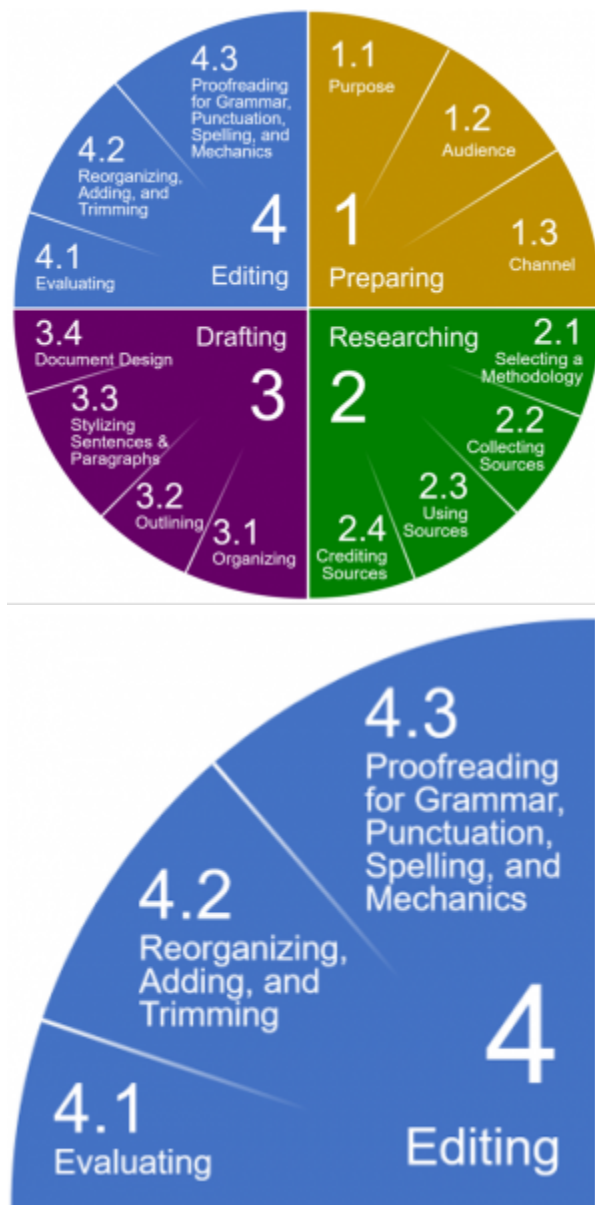 4.3
Proofreading
for Grammar,
Punctuation,
Spelling, and
Mechanics
4.2
Reorganizing,
Adding, and
Trimming
4.1
Evaluating
4
Editing
1.1
Purpose
1.2
Audience
1.3
Channel
1
Preparing
3.4
Document Design
3.3
Stylizing
Sentences &
Paragraphs
3.2
Outlining
3.1
Organizing
Drafting
3
Researching
2
2.1
Selecting a
Methodology
2.2
Collecting
Sources
2.3
Using
Sources
2.4
Crediting
Sources
4.3
Proofreading
for Grammar,
Punctuation,
Spelling, and
Mechanics
4.2
Reorganizing,
Adding, and
Trimming
4.1
Evaluating
4
Editing